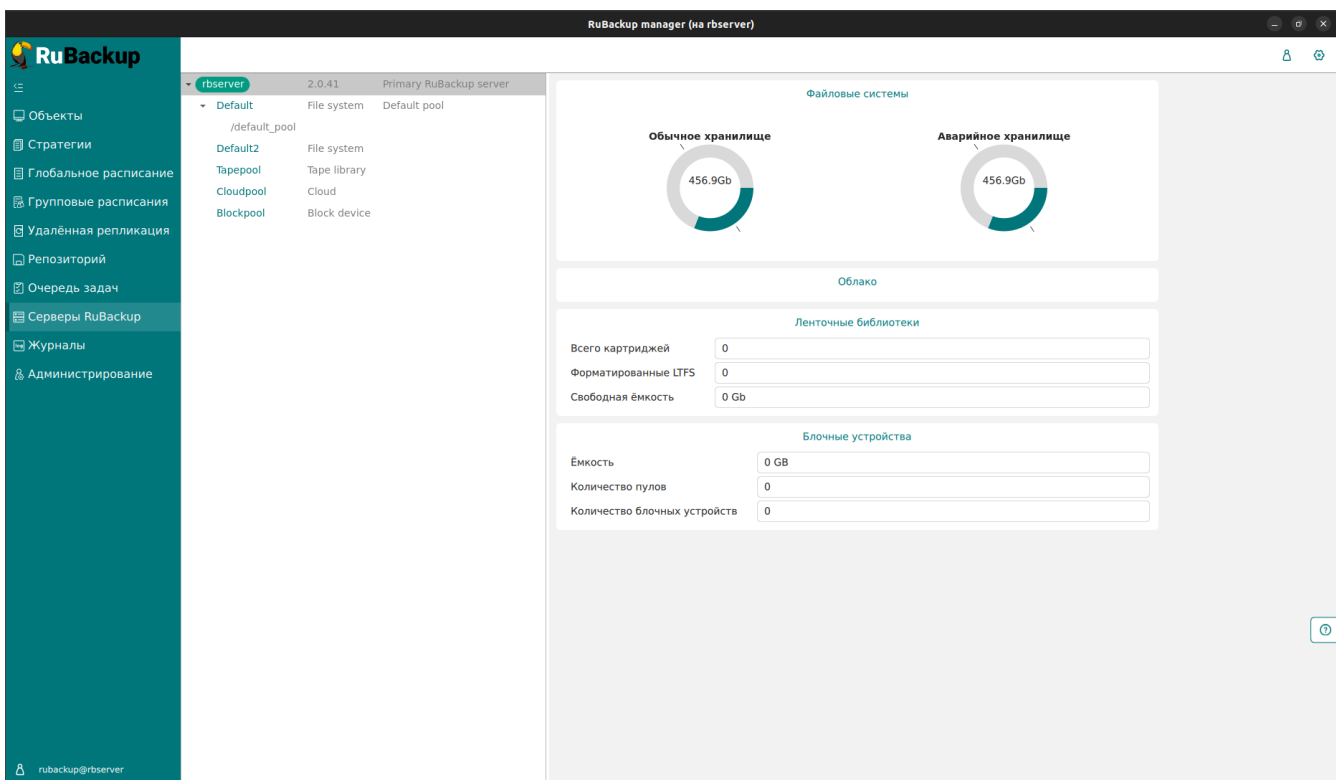 RuBackup manager (на rbserver)
RuBackup
Объекты
Стратегии
Глобальное расписание
Групповые расписания
Удалённая репликация
Репозиторий
Очередь задач
Серверы RuBackup
Журналы
Администрирование
rubackup@rbserver
rbserver 2.0.41 Primary RuBackup server
Default File system Default pool
/default_pool
Default2 File system
Tapepool Tape library
Cloudpool Cloud
Blockpool Block device
Файловые системы
Обычное хранилище Аварийное хранилище
456.9Gb 456.9Gb
Облако
Ленточные библиотеки
Всего картриджей 0
Форматированные LTFS 0
Свободная ёмкость 0 Gb
Блочные устройства
Ёмкость 0 GB
Количество пулов 0
Количество блочных устройств 0